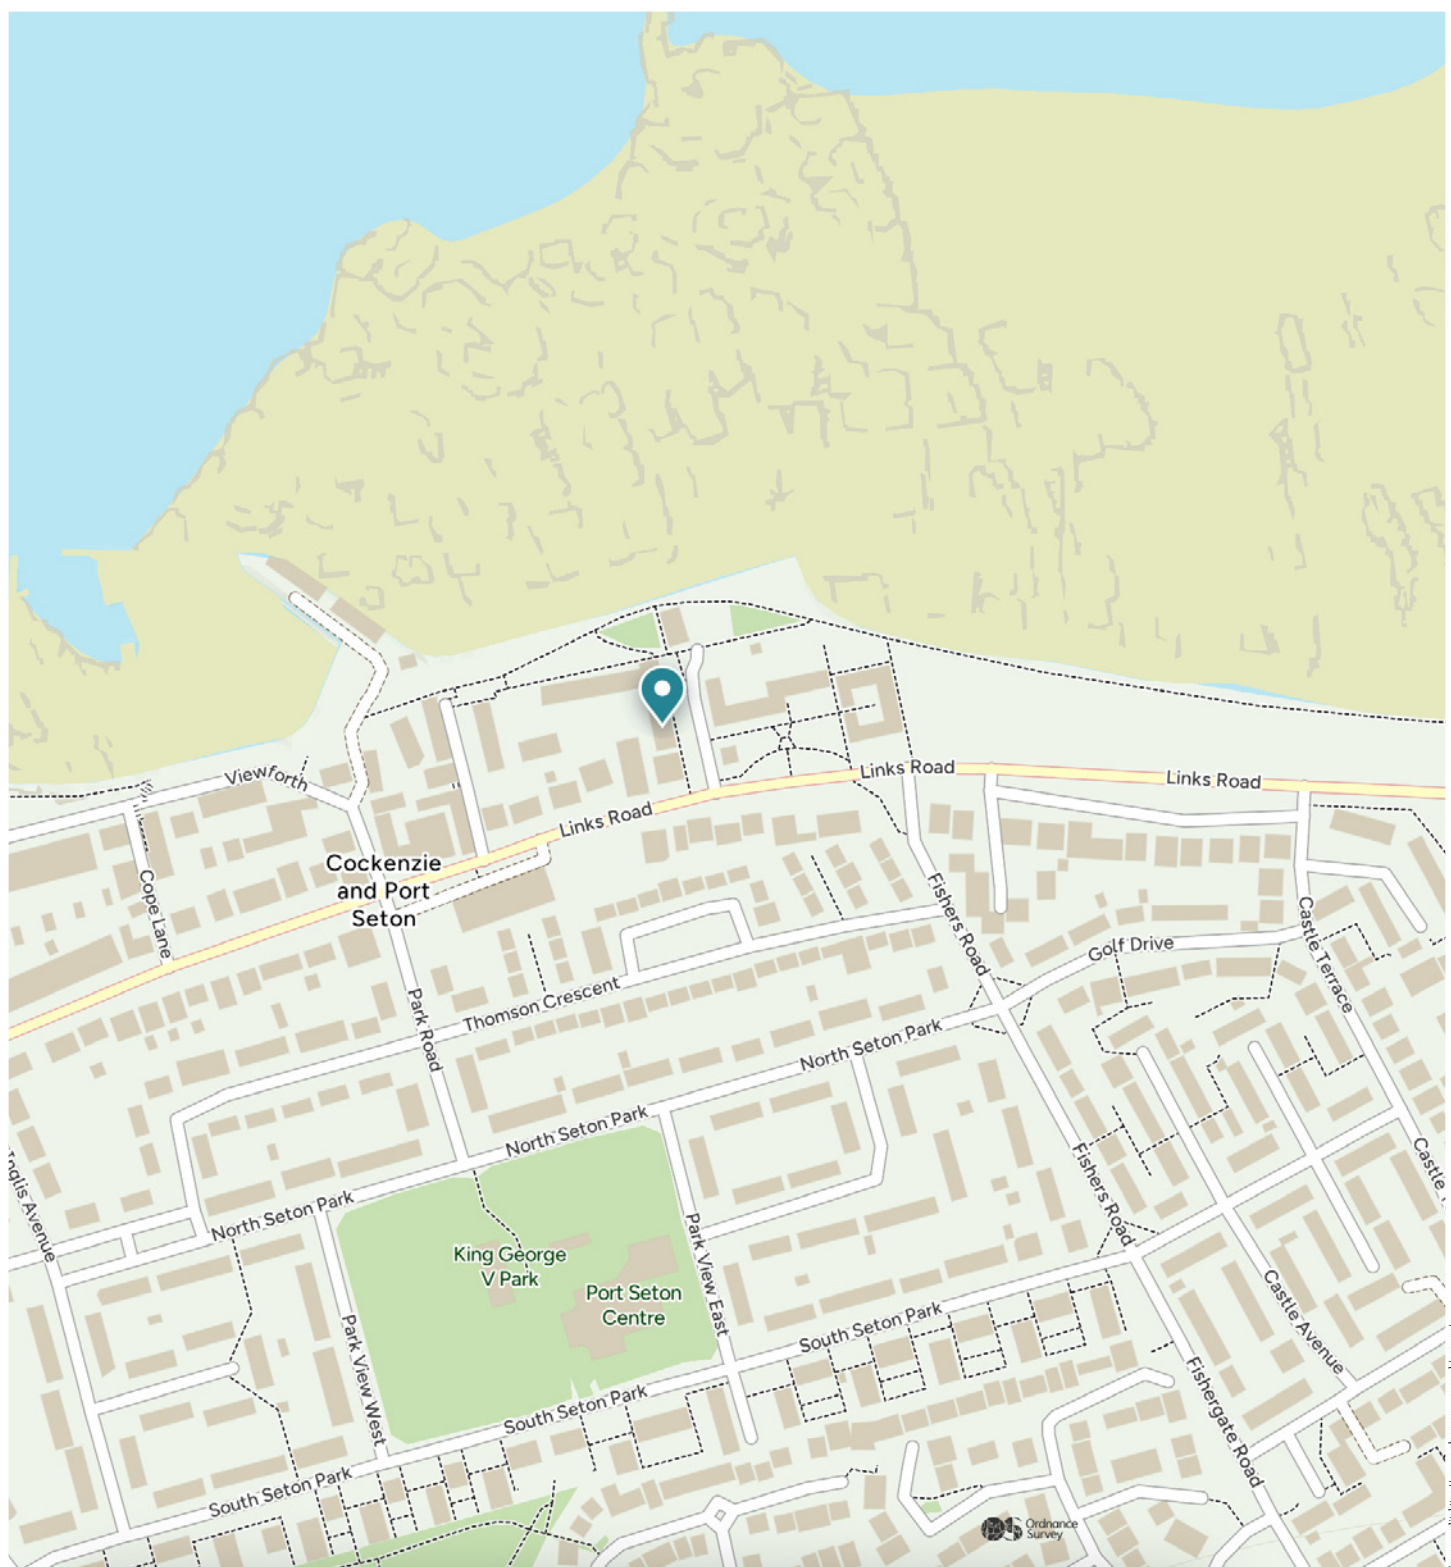 Links Road
Links Road
Viewforth
Links Road
Cockenzie
and Port
Seton
Cope Lane
Fishers Road
Castle Terrace
Golf Drive
Park Road
Thomson Crescent
North Seton Park
North Seton Park
Inglis Avenue
North Seton Park
Fishers Road
Castle
King George
V Park
Park View East
Port Seton
Centre
Castle Avenue
Park View West
South Seton Park
Fishergate Road
South Seton Park
South Seton Park
Ordnance
Survey